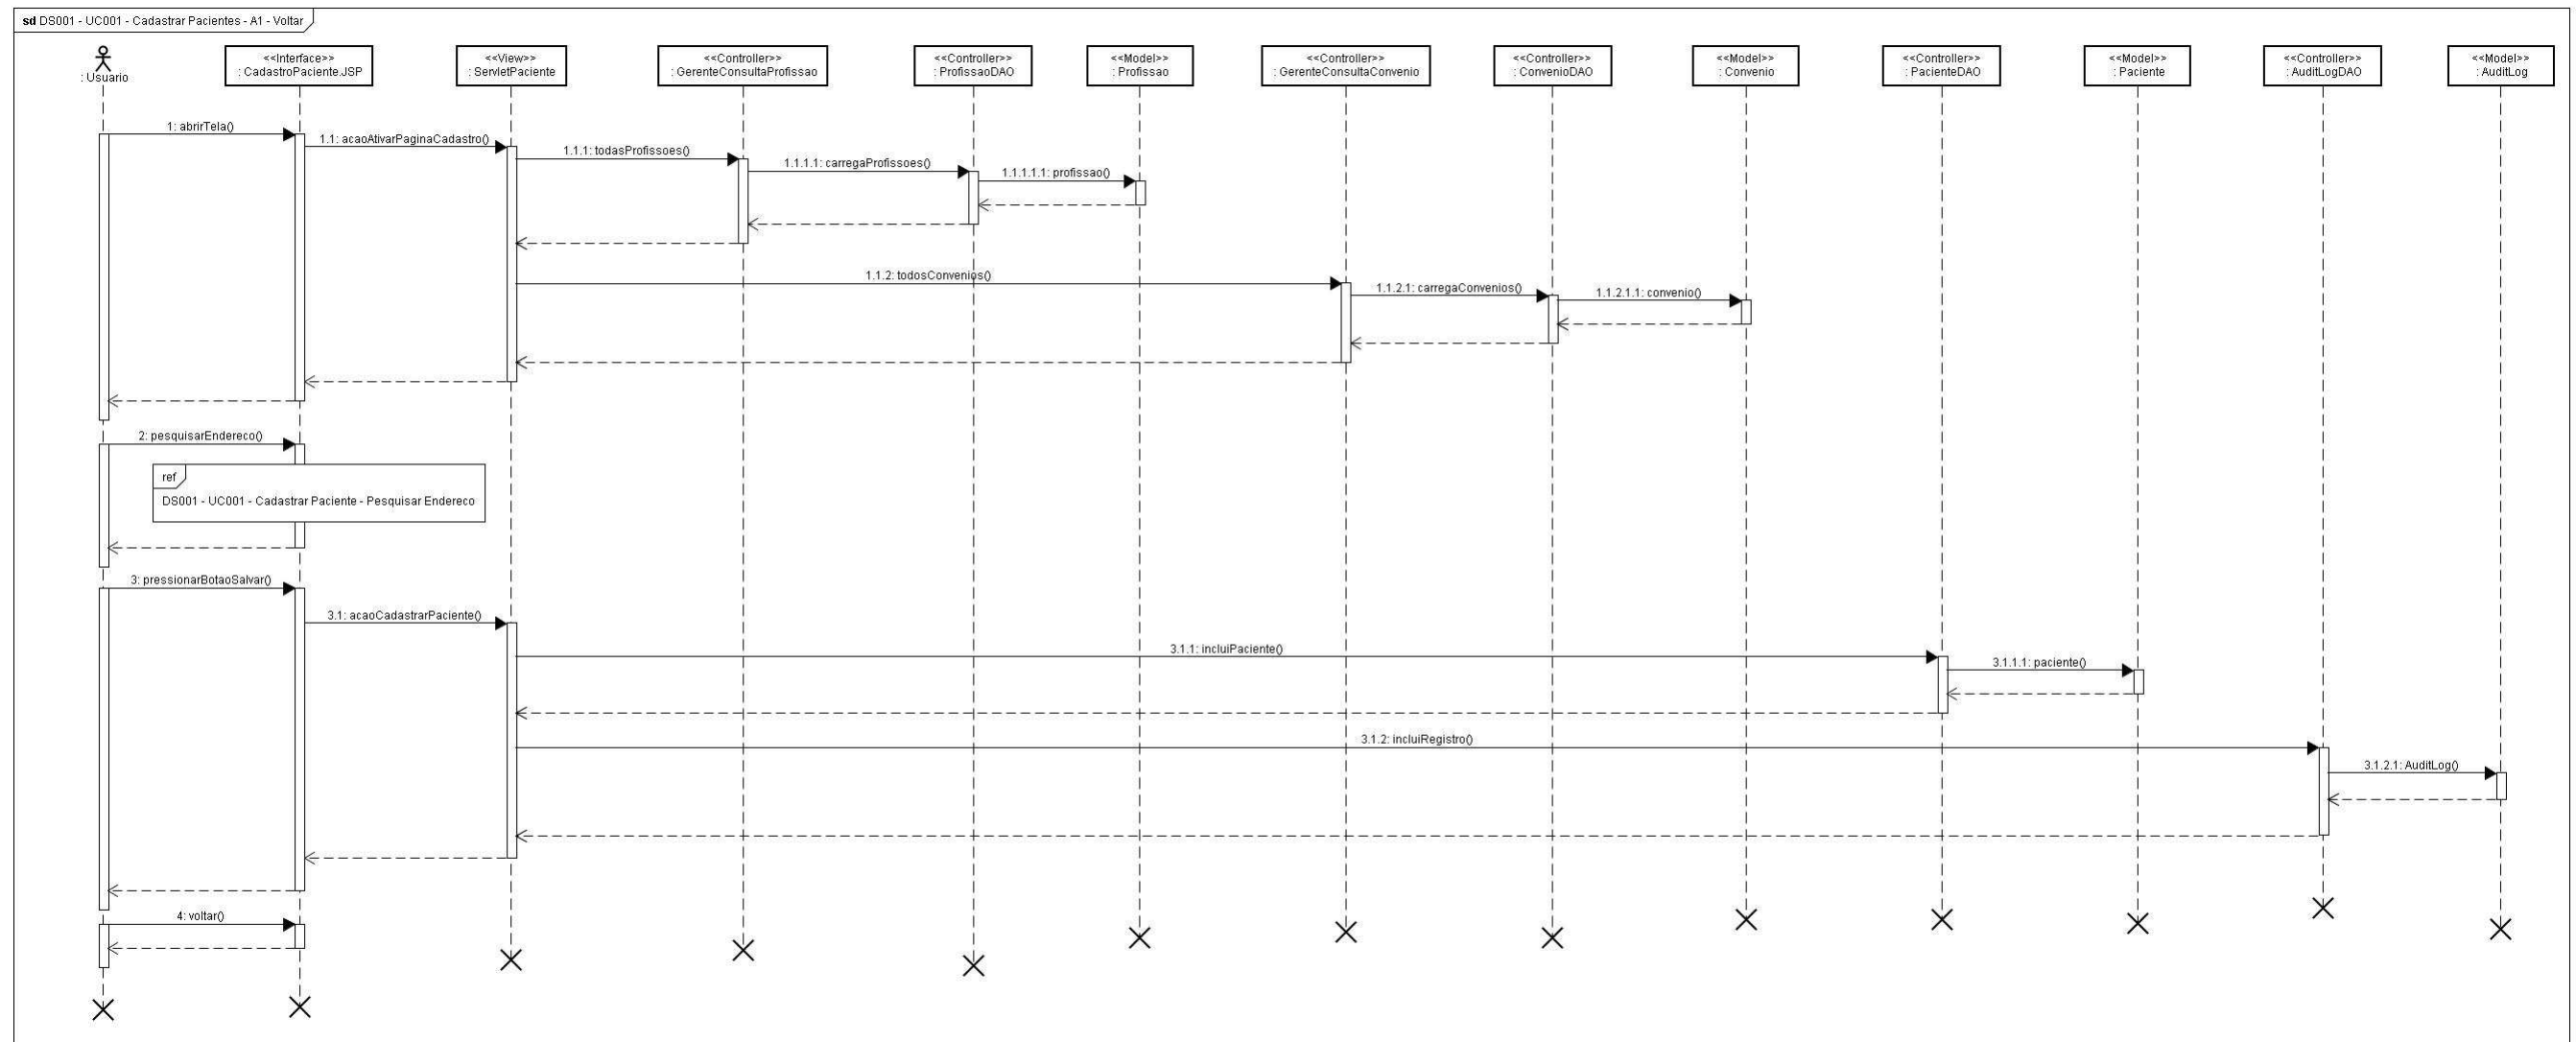 sd DS001 - UC001 - Cadastrar Pacientes - A1 - Voltar
: Usuario
<<Interface>>
: CadastroPaciente.JSP
<<View>>
: ServletPaciente
<<Controller>>
: GerenteConsultaProfissao
<<Controller>>
: ProfissaoDAO
<<Model>>
: Profissao
<<Controller>>
: GerenteConsultaConvenio
<<Controller>>
: ConvenioDAO
<<Model>>
: Convenio
<<Controller>>
: PacienteDAO
<<Model>>
: Paciente
<<Controller>>
: AuditLogDAO
<<Model>>
: AuditLog
1: abrirTela()
1.1: acaoAtivarPaginaCadastro()
1.1.1: todasProfissoes()
1.1.1.1: carregaProfissoes()
1.1.1.1.1: profissao()
1.1.2: todosConvenios()
1.1.2.1: carregaConvenios()
1.1.2.1.1: convenio()
2: pesquisarEndereco()
ref
DS001 - UC001 - Cadastrar Paciente - Pesquisar Endereco
3: pressionarBotaoSalvar()
3.1: acaoCadastrarPaciente()
3.1.1: incluiPaciente()
3.1.1.1: paciente()
3.1.2: incluiRegistro()
3.1.2.1: AuditLog()
4: voltar()